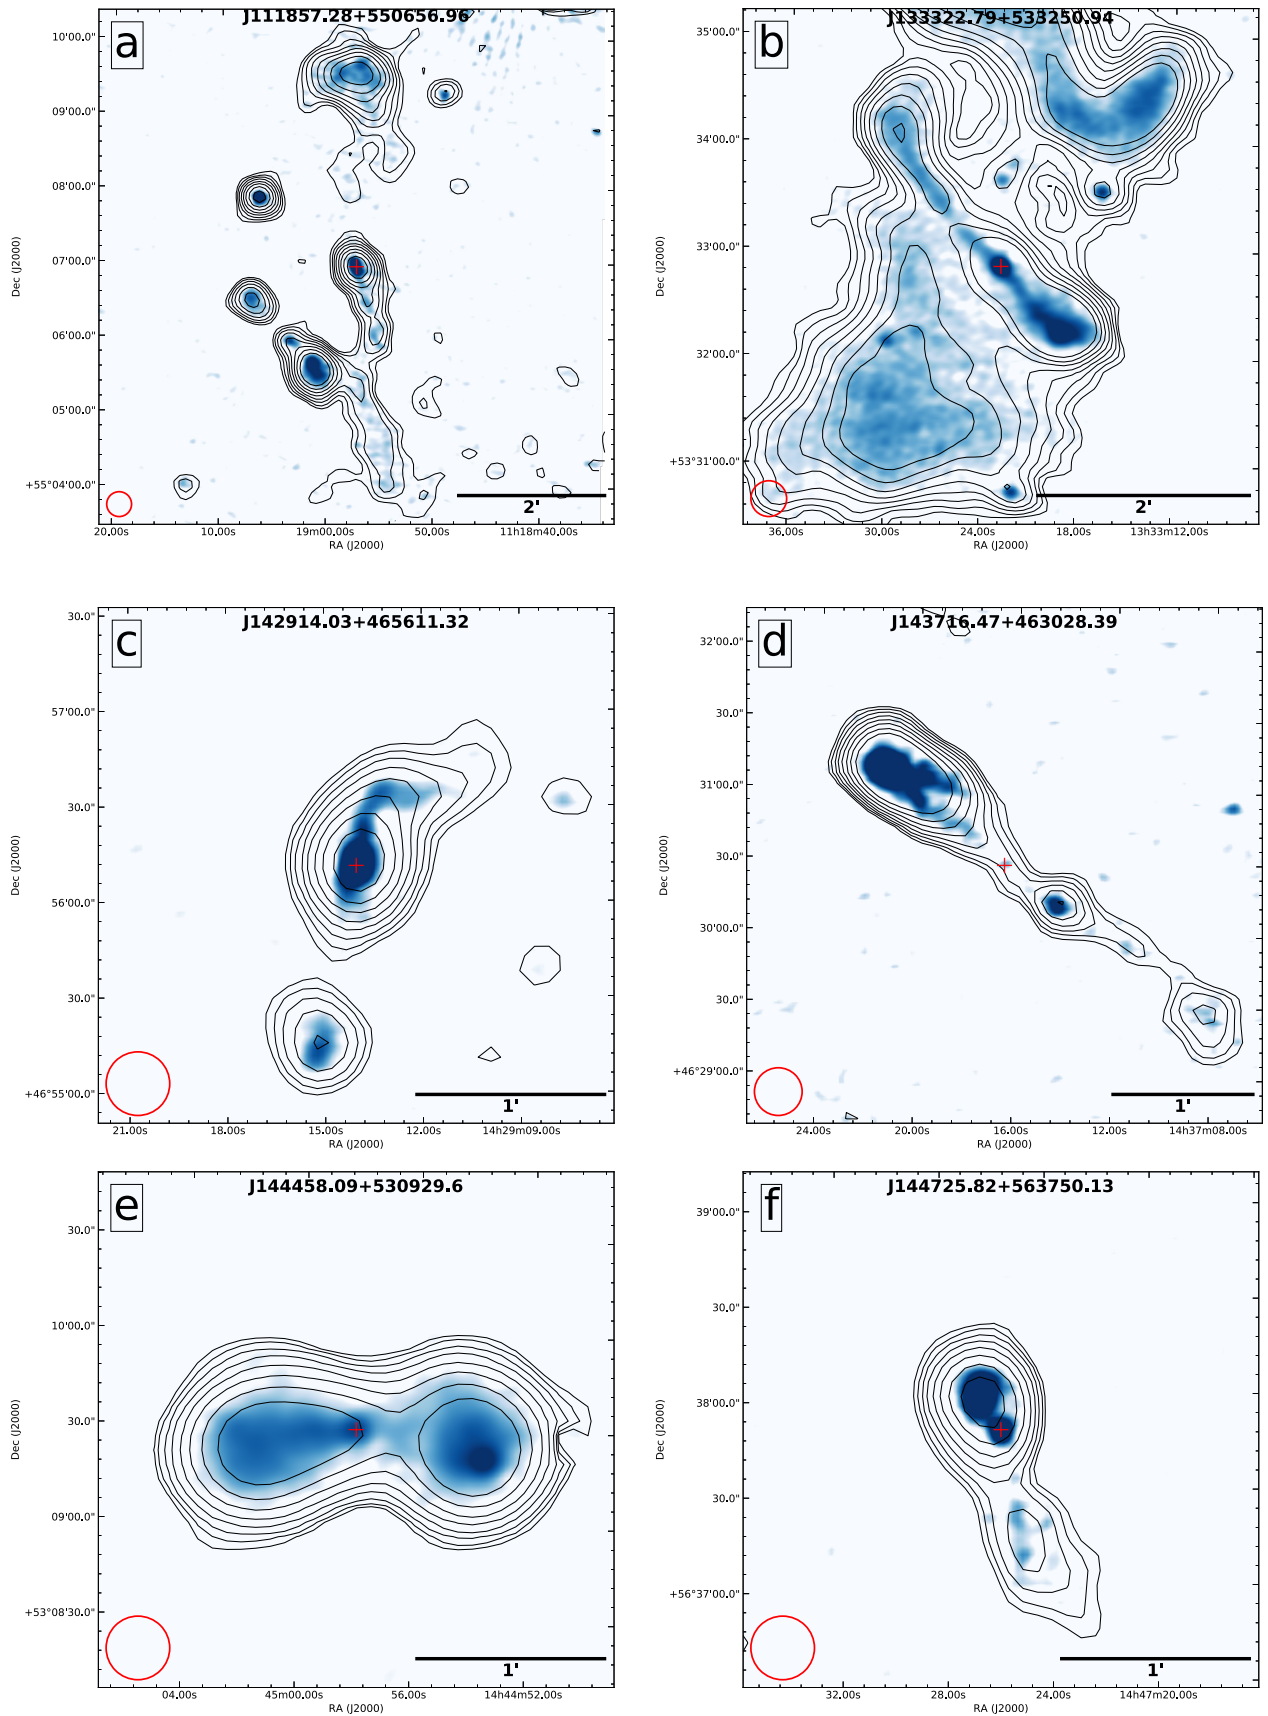 J111857.28+550656.96
a
10'00.0"
09'00.0"
08'00.0"
07'00.0"
06'00.0"
05'00.0"
+55°04'00.0"
Dec (J2000)
2'
20.00s 10.00s 19m00.00s 50.00s 11h18m40.00s
RA (J2000)
J133322.79+533250.94
b
35'00.0"
34'00.0"
33'00.0"
32'00.0"
+53°31'00.0"
Dec (J2000)
2'
36.00s 30.00s 24.00s 18.00s 13h33m12.00s
RA (J2000)
J142914.03+465611.32
c
30.0"
57'00.0"
30.0"
56'00.0"
30.0"
+46°55'00.0"
Dec (J2000)
1'
21.00s 18.00s 15.00s 12.00s 14h29m09.00s
RA (J2000)
J143716.47+463028.39
d
32'00.0"
30.0"
31'00.0"
30.0"
30'00.0"
30.0"
+46°29'00.0"
Dec (J2000)
1'
24.00s 20.00s 16.00s 12.00s 14h37m08.00s
RA (J2000)
J144458.09+530929.6
e
30.0"
10'00.0"
30.0"
09'00.0"
+53°08'30.0"
Dec (J2000)
1'
04.00s 45m00.00s 56.00s 14h44m52.00s
RA (J2000)
J144725.82+563750.13
f
39'00.0"
30.0"
38'00.0"
30.0"
+56°37'00.0"
Dec (J2000)
1'
32.00s 28.00s 24.00s 14h47m20.00s
RA (J2000)